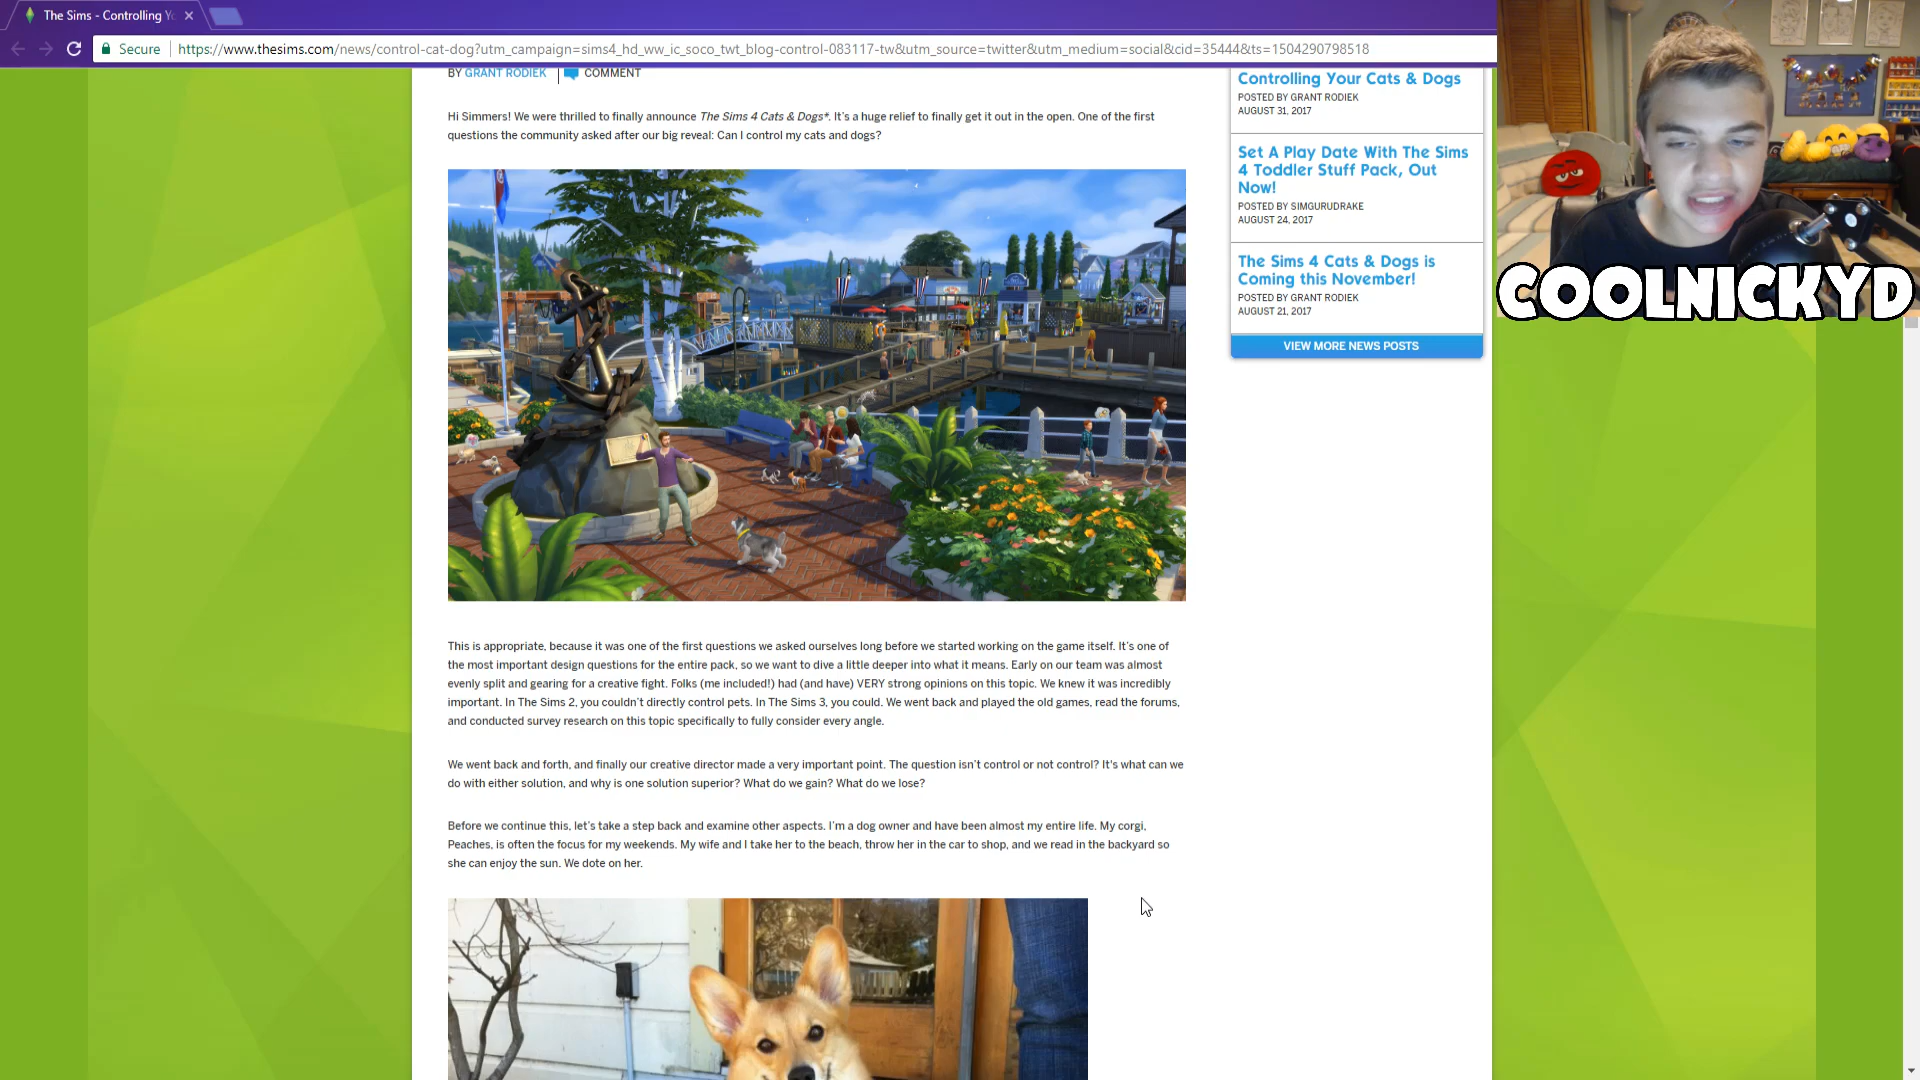 The Sims - Controlling Yo
Secure
https://www.thesims.com/news/control-cat-dog?utm_campaign=sims4_hd_ww_ic_soco_twt_blog-control-083117-tw&utm_source=twitter&utm_medium=social&cid=35444&ts=1504290798518
BY GRANT RODIEK COMMENT
Hi Simmers! We were thrilled to finally announce The Sims 4 Cats & Dogs*. It's a huge relief to finally get it out in the open. One of the first
questions the community asked after our big reveal: Can I control my cats and dogs?
This is appropriate, because it was one of the first questions we asked ourselves long before we started working on the game itself. It's one of
the most important design questions for the entire pack, so we want to dive a little deeper into what it means. Early on our team was almost
evenly split and gearing for a creative fight. Folks (me included!) had (and have) VERY strong opinions on this topic. We knew it was incredibly
important. In The Sims 2, you couldn't directly control pets. In The Sims 3, you could. We went back and played the old games, read the forums,
and conducted survey research on this topic specifically to fully consider every angle.
We went back and forth, and finally our creative director made a very important point. The question isn't control or not control? It's what can we
do with either solution, and why is one solution superior? What do we gain? What do we lose?
Before we continue this, let's take a step back and examine other aspects. I'm a dog owner and have been almost my entire life. My corgi,
Peaches, is often the focus for my weekends. My wife and I take her to the beach, throw her in the car to shop, and we read in the backyard so
she can enjoy the sun. We dote on her.
Controlling Your Cats & Dogs
POSTED BY GRANT RODIEK
AUGUST 31, 2017
Set A Play Date With The Sims
4 Toddler Stuff Pack, Out
Now!
POSTED BY SIMGURUDRAKE
AUGUST 24, 2017
The Sims 4 Cats & Dogs is
Coming this November!
POSTED BY GRANT RODIEK
AUGUST 21, 2017
VIEW MORE NEWS POSTS
COOLNICKYD